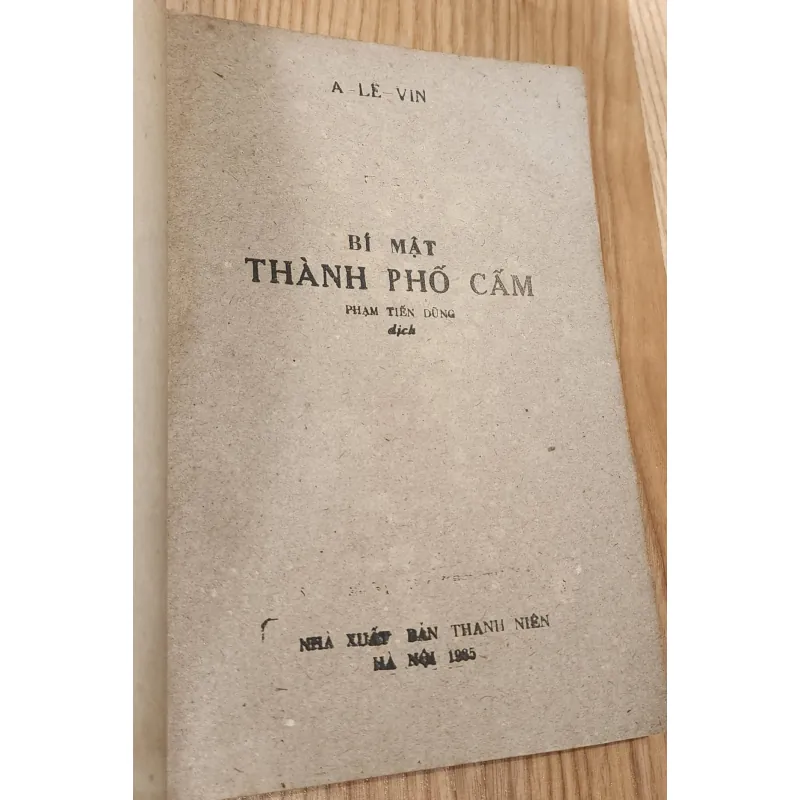 A-LÊ-VIN
BÍ MẬT
THÀNH PHỐ CẤM
PHẠM TIẾN DŨNG
dịch
NHÀ XUẤT BẢN THANH NIÊN
HÀ NỘI 1985